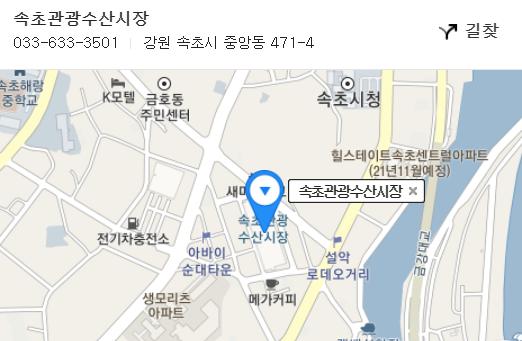 속초관광수산시장
033-633-3501
강원 속초시 중앙동 471-4
길찾
속초해랑
중학교
K모텔
금호동
주민센터
속초시청
힐스테이트속초센트럴아파트
(21년11월예정)
새마
속초관광수산시장
속초관광
수산시장
전기차충전소
아바이
순대타운
설악
로데오거리
금강대교
메가커피
생모리츠
아파트